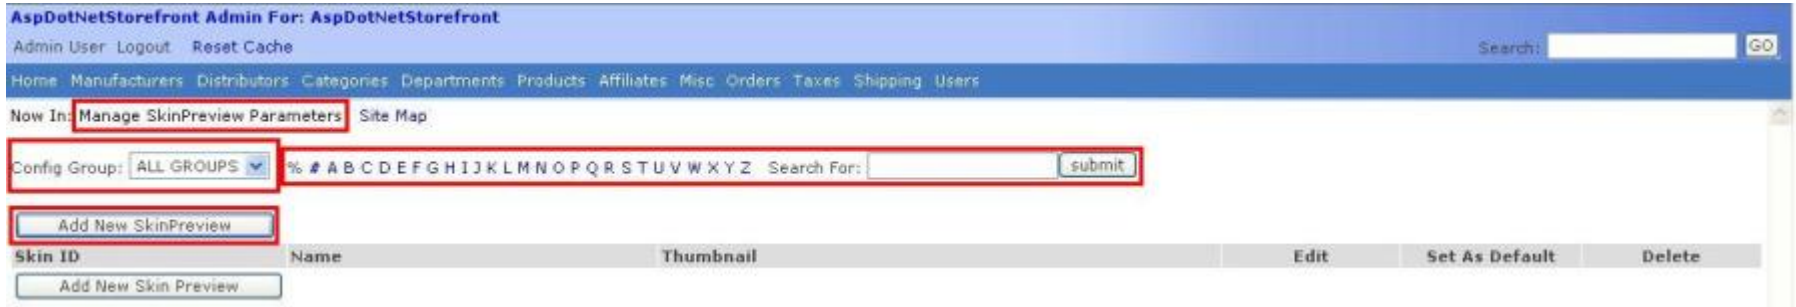 AspDotNetStorefront Admin For: AspDotNetStorefront
Admin User Logout Reset Cache Search: GO
Home Manufacturers Distributors Categories Departments Products Affiliates Misc Orders Taxes Shipping Users
Now In: Manage SkinPreview Parameters Site Map
Config Group: ALL GROUPS % # A B C D E F G H I J K L M N O P Q R S T U V W X Y Z Search For: submit
Add New SkinPreview
Skin ID Name Thumbnail Edit Set As Default Delete
Add New Skin Preview